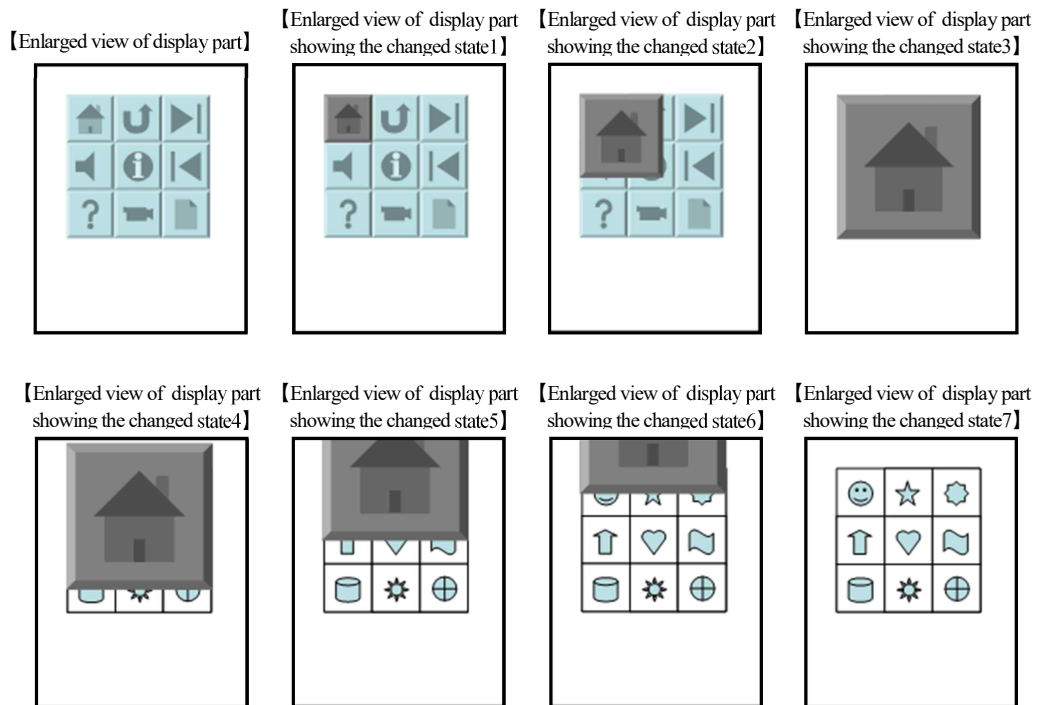 【Enlarged view of display part】
【Enlarged view of display part
showing the changed state1】
【Enlarged view of display part
showing the changed state2】
【Enlarged view of display part
showing the changed state3】
【Enlarged view of display part
showing the changed state4】
【Enlarged view of display part
showing the changed state5】
【Enlarged view of display part
showing the changed state6】
【Enlarged view of display part
showing the changed state7】